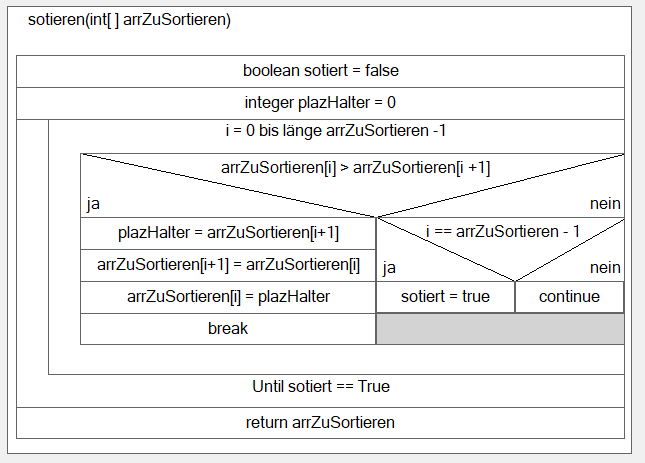 sotieren(int[ ] arrZuSortieren)
boolean sotiert = false
integer plazHalter = 0
i = 0 bis länge arrZuSortieren -1
arrZuSortieren[i] > arrZuSortieren[i +1]
ja
nein
plazHalter = arrZuSortieren[i+1]
arrZuSortieren[i+1] = arrZuSortieren[i]
arrZuSortieren[i] = plazHalter
break
i == arrZuSortieren - 1
ja
nein
sotiert = true
continue
Until sotiert == True
return arrZuSortieren